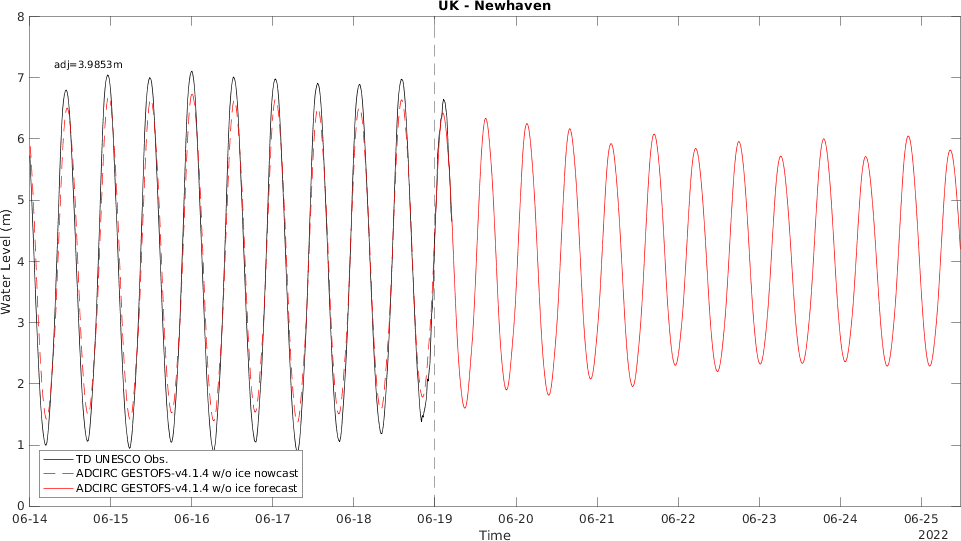 UK - Newhaven
8
7
6
5
4
3
2
1
0
Water Level (m)
adj=3.9853m
TD UNESCO Obs.
ADCIRC GESTOFS-v4.1.4 w/o ice nowcast
ADCIRC GESTOFS-v4.1.4 w/o ice forecast
06-14 06-15 06-16 06-17 06-18 06-19 06-20 06-21 06-22 06-23 06-24 06-25
Time
2022